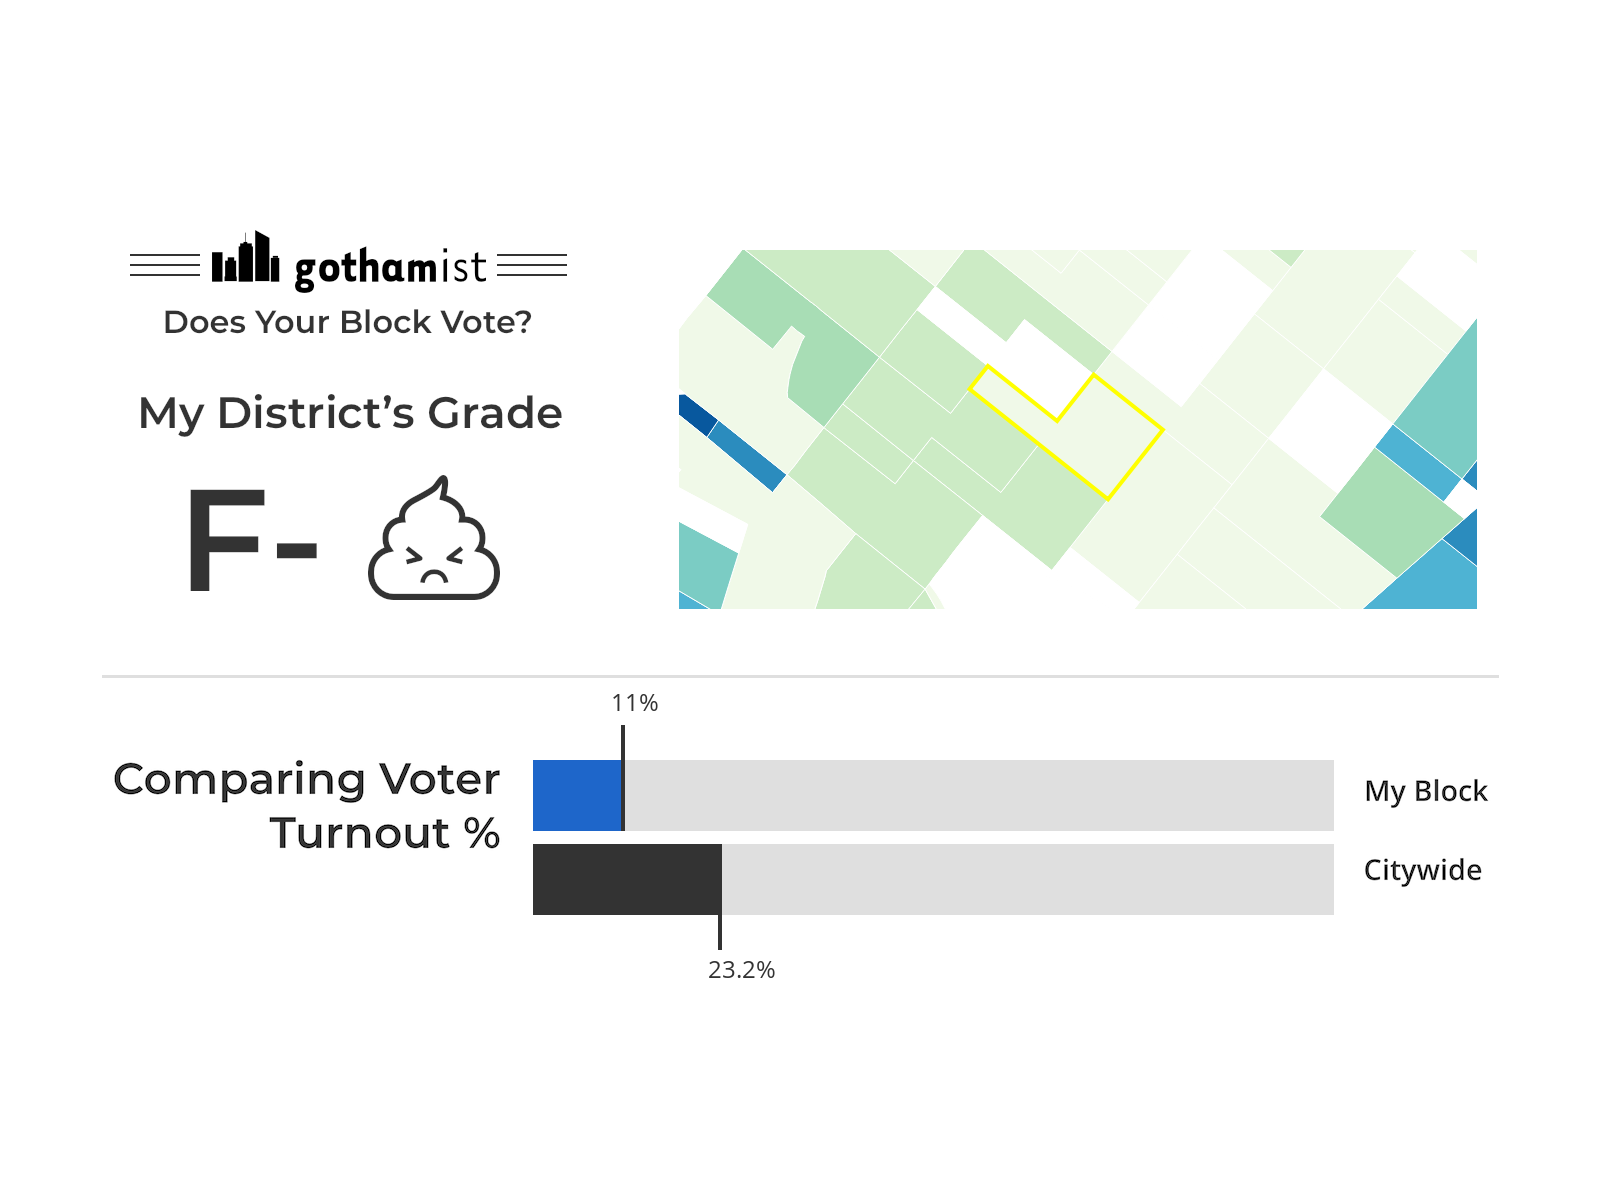 gothamist
Does Your Block Vote?
My District’s Grade
F-
11%
Comparing Voter
Turnout %
My Block
Citywide
23.2%